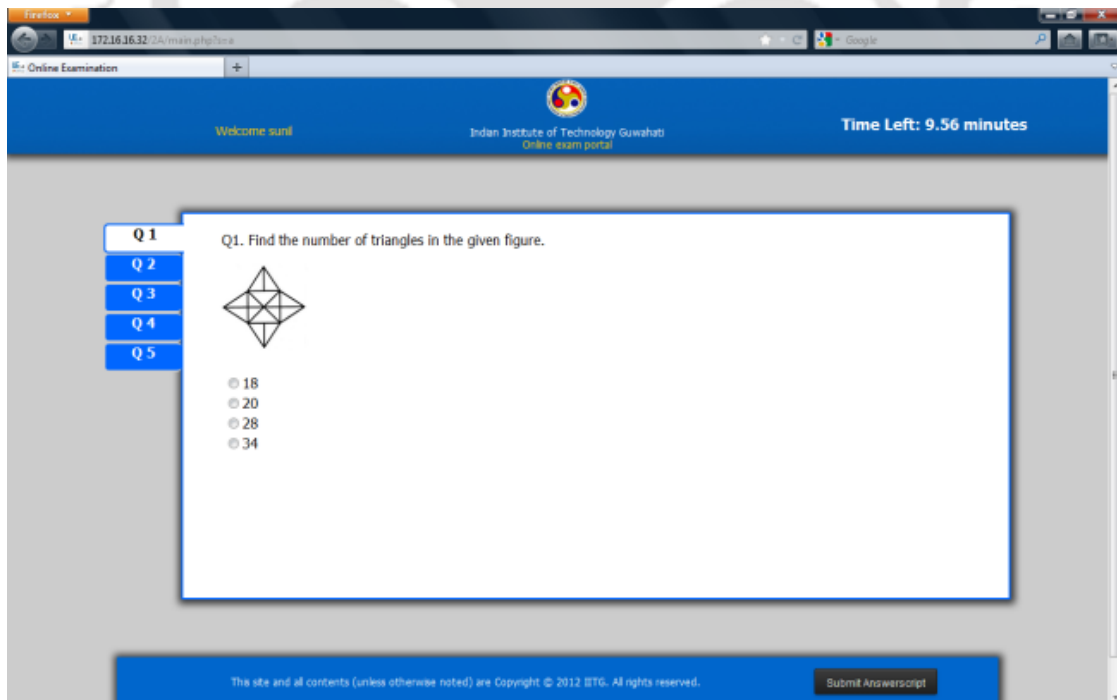 Firefox
172.16.16.32/2A/main.php?s=a
Google
Online Examination
+
Welcome sunil
Indian Institute of Technology Guwahati
Online exam portal
Time Left: 9.56 minutes
Q 1
Q 2
Q 3
Q 4
Q 5
Q1. Find the number of triangles in the given figure.
18
20
28
34
This site and all contents (unless otherwise noted) are Copyright © 2012 IITG. All rights reserved.
Submit Answerscript